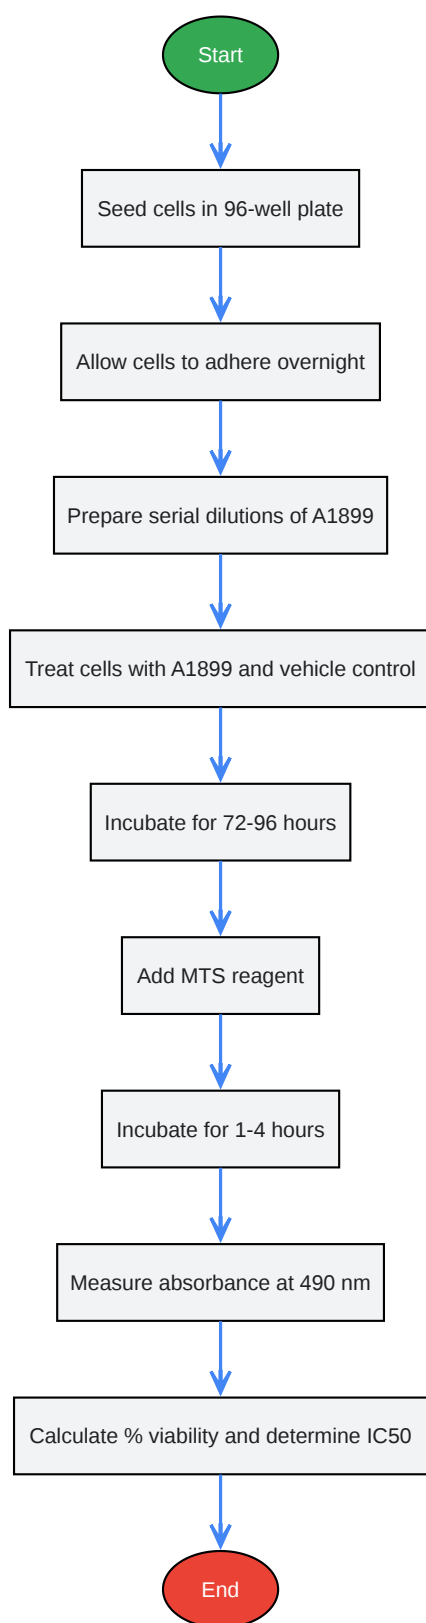 Start
Seed cells in 96-well plate
Allow cells to adhere overnight
Prepare serial dilutions of A1899
Treat cells with A1899 and vehicle control
Incubate for 72-96 hours
Add MTS reagent
Incubate for 1-4 hours
Measure absorbance at 490 nm
Calculate % viability and determine IC50
End